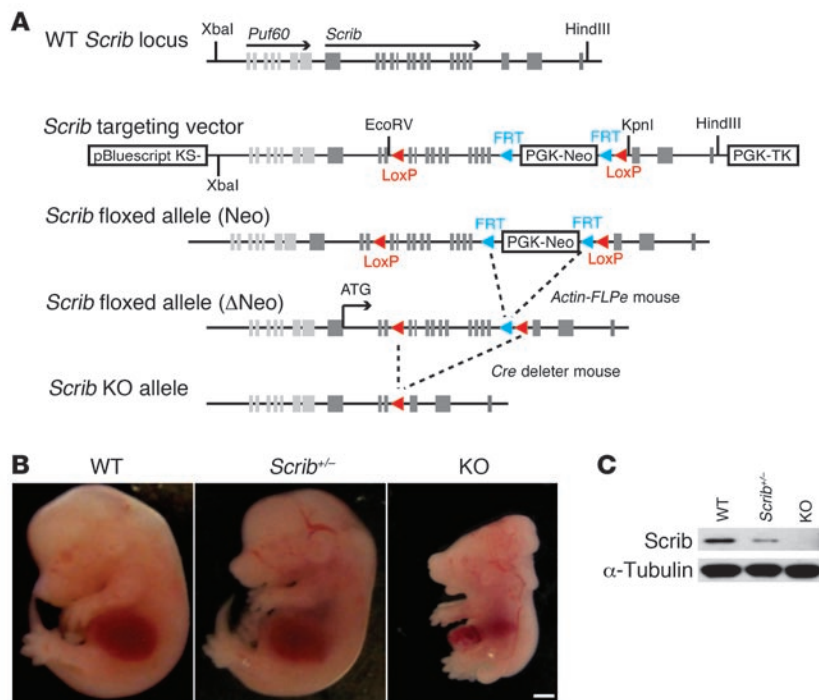 A
XbaI Puf60 Scrib HindIII
WT Scrib locus
Scrib targeting vector
EcoRV FRT FRT KpnI HindIII
pBluescript KS- PGK-Neo PGK-TK
XbaI LoxP LoxP
Scrib floxed allele (Neo)
FRT FRT
PGK-Neo
LoxP LoxP
Scrib floxed allele (ΔNeo)
ATG Actin-FLPe mouse
Cre deleter mouse
Scrib KO allele
B
WT Scrib+/− KO
C
WT Scrib+/− KO
Scrib
α-Tubulin